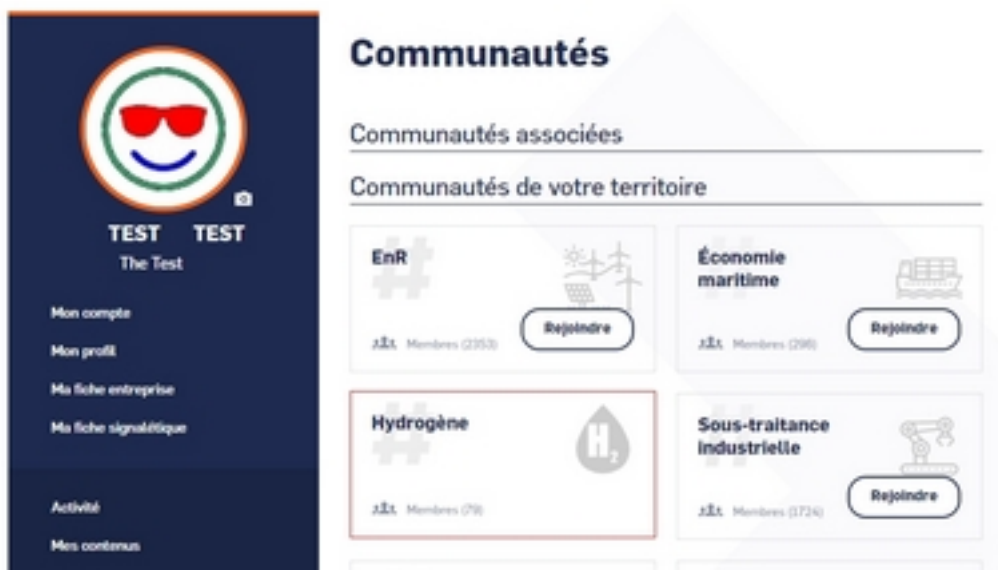 TEST TEST
The Test
Mon compte
Mon profil
Ma fiche entreprise
Ma fiche signalétique
Activité
Mes contenus
Communautés
Communautés associées
Communautés de votre territoire
# EnR
Membres (2353)
Rejoindre
# Économie
maritime
Membres (298)
Rejoindre
# Hydrogène
H2
Membres (79)
# Sous-traitance
industrielle
Membres (1724)
Rejoindre